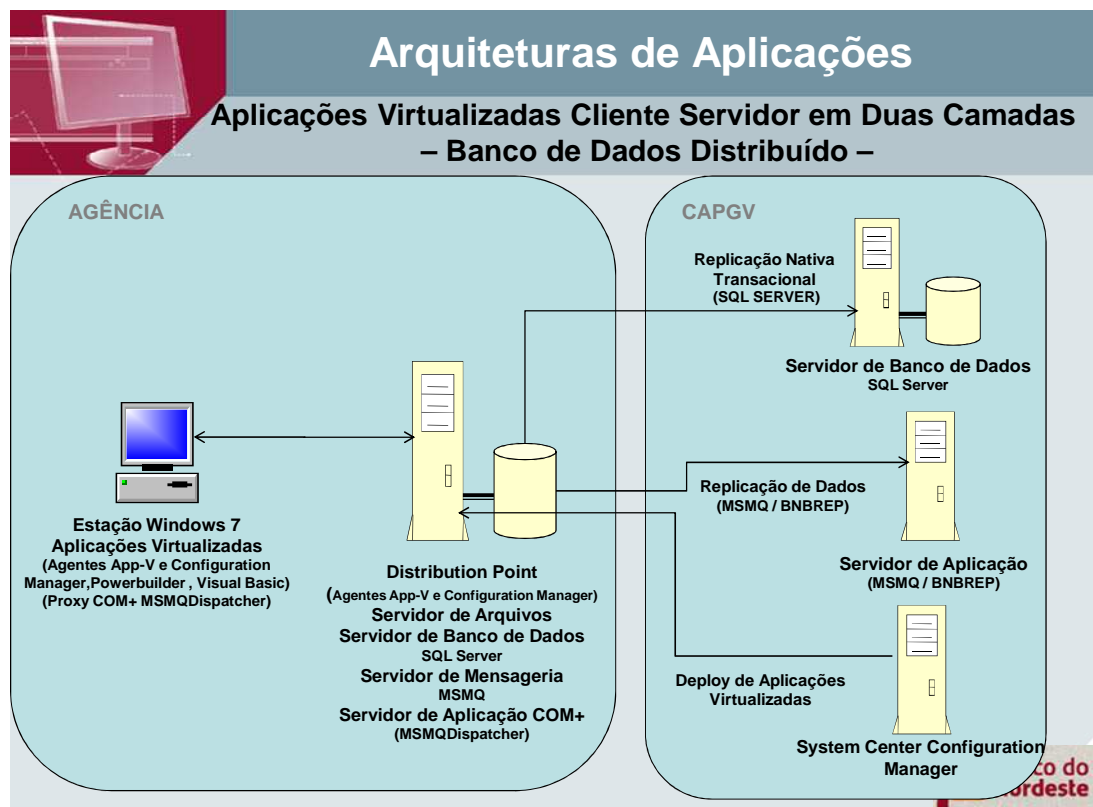 Arquiteturas de Aplicações
Aplicações Virtualizadas Cliente Servidor em Duas Camadas
– Banco de Dados Distribuído –
AGÊNCIA
Estação Windows 7
Aplicações Virtualizadas
(Agentes App-V e Configuration
Manager,Powerbuilder , Visual Basic)
(Proxy COM+ MSMQDispatcher)
Distribution Point
(Agentes App-V e Configuration Manager)
Servidor de Arquivos
Servidor de Banco de Dados
SQL Server
Servidor de Mensageria
MSMQ
Servidor de Aplicação COM+
(MSMQDispatcher)
CAPGV
Replicação Nativa
Transacional
(SQL SERVER)
Servidor de Banco de Dados
SQL Server
Replicação de Dados
(MSMQ / BNBREP)
Servidor de Aplicação
(MSMQ / BNBREP)
Deploy de Aplicações
Virtualizadas
System Center Configuration
Manager
co do
rdeste